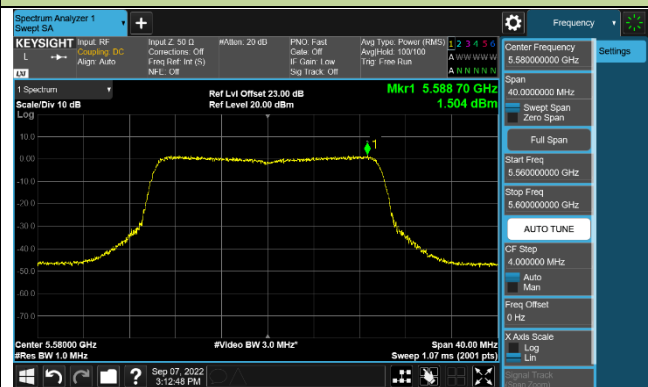 Spectrum Analyzer 1
Swept SA
Frequency
KEYSIGHT
L
LXI
Input: RF
Coupling: DC
Align: Auto
Input Z: 50 Ω
Corrections: Off
Freq Ref: Int (S)
NFE: Off
#Atten: 20 dB
PNO: Fast
Gate: Off
IF Gain: Low
Sig Track: Off
Avg Type: Power (RMS)
Avg|Hold: 100/100
Trig: Free Run
1 2 3 4 5 6
A W W W W W
A N N N N N
1 Spectrum
Scale/Div 10 dB
Log
Ref Lvl Offset 23.00 dB
Ref Level 20.00 dBm
Mkr1 5.588 70 GHz
1.504 dBm
10.0
0.00
-10.0
-20.0
-30.0
-40.0
-50.0
-60.0
-70.0
1
Center 5.58000 GHz
#Res BW 1.0 MHz
#Video BW 3.0 MHz*
Span 40.00 MHz
Sweep 1.07 ms (2001 pts)
Sep 07, 2022
3:12:48 PM
Center Frequency
5.580000000 GHz
Settings
Span
40.0000000 MHz
Swept Span
Zero Span
Full Span
Start Freq
5.560000000 GHz
Stop Freq
5.600000000 GHz
AUTO TUNE
CF Step
4.000000 MHz
Auto
Man
Freq Offset
0 Hz
X Axis Scale
Log
Lin
Signal Track
(Span Zoom)